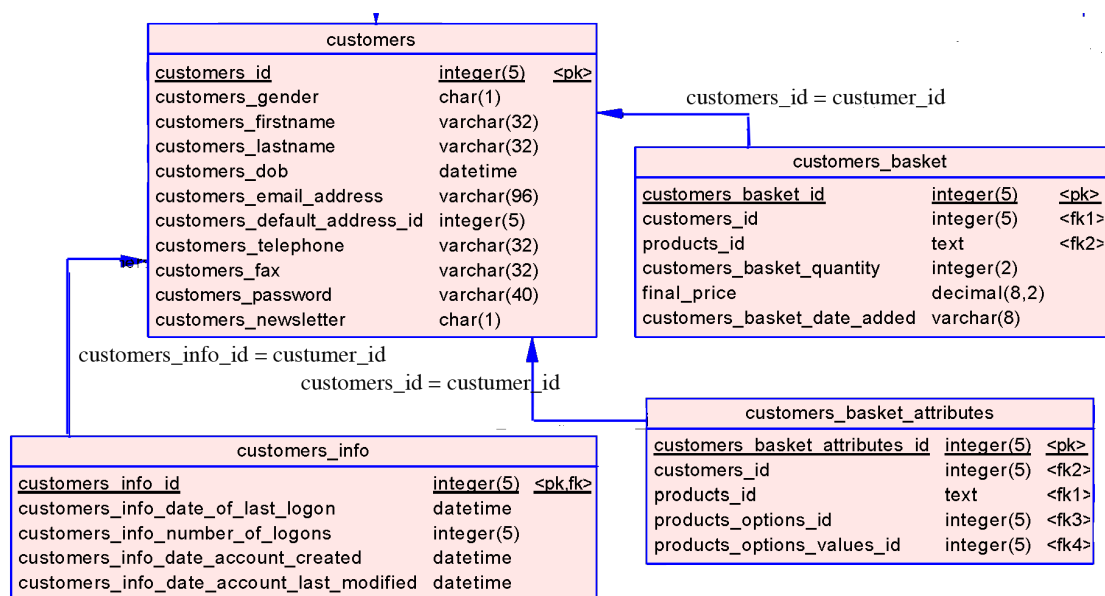 customers
customers_id integer(5) <pk>
customers_gender char(1)
customers_firstname varchar(32)
customers_lastname varchar(32)
customers_dob datetime
customers_email_address varchar(96)
customers_default_address_id integer(5)
customers_telephone varchar(32)
customers_fax varchar(32)
customers_password varchar(40)
customers_newsletter char(1)
customers_id = custumer_id
customers_basket
customers_basket_id integer(5) <pk>
customers_id integer(5) <fk1>
products_id text <fk2>
customers_basket_quantity integer(2)
final_price decimal(8,2)
customers_basket_date_added varchar(8)
customers_info_id = custumer_id
customers_id = custumer_id
customers_info
customers_info_id integer(5) <pk,fk>
customers_info_date_of_last_logon datetime
customers_info_number_of_logons integer(5)
customers_info_date_account_created datetime
customers_info_date_account_last_modified datetime
customers_basket_attributes
customers_basket_attributes_id integer(5) <pk>
customers_id integer(5) <fk2>
products_id text <fk1>
products_options_id integer(5) <fk3>
products_options_values_id integer(5) <fk4>